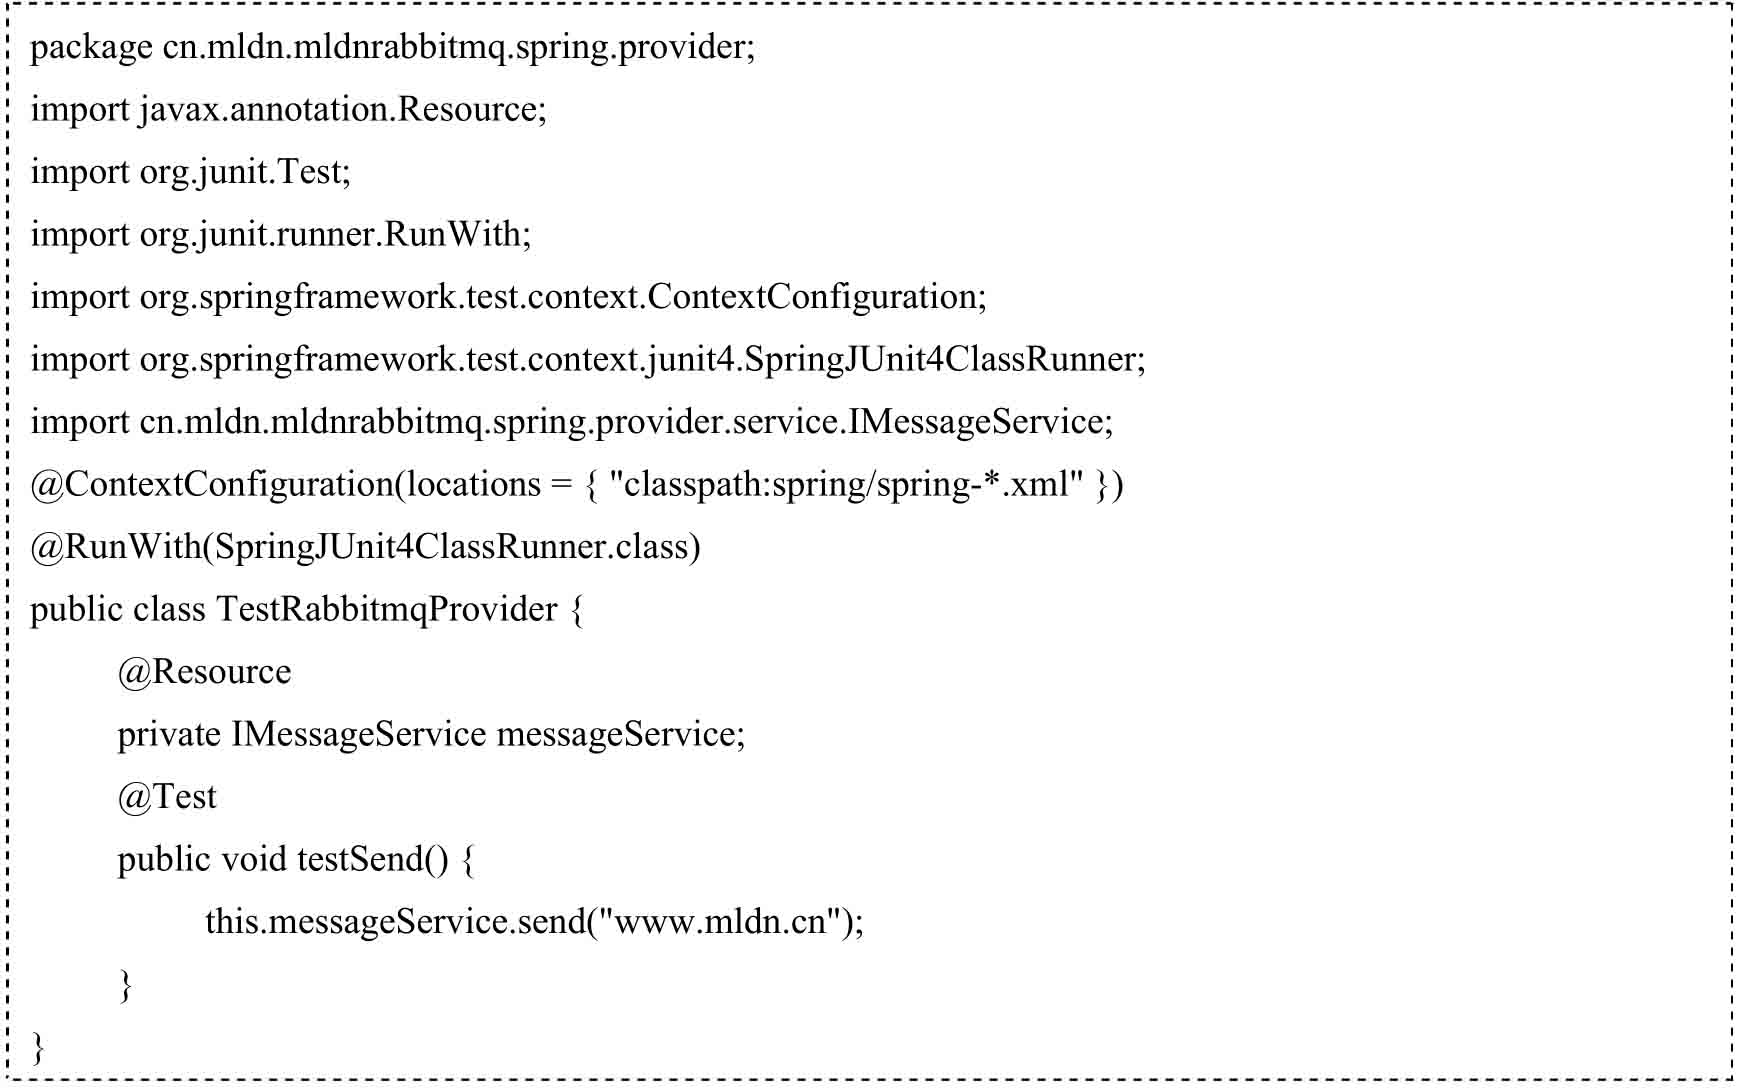 package cn.mldn.mldnrabbitmq.spring.provider;
import javax.annotation.Resource;
import org.junit.Test;
import org.junit.runner.RunWith;
import org.springframework.test.context.ContextConfiguration;
import org.springframework.test.context.junit4.SpringJUnit4ClassRunner;
import cn.mldn.mldnrabbitmq.spring.provider.service.IMessageService;
@ContextConfiguration(locations = { "classpath:spring/spring-*.xml" })
@RunWith(SpringJUnit4ClassRunner.class)
public class TestRabbitmqProvider {
    @Resource
    private IMessageService messageService;
    @Test
    public void testSend() {
        this.messageService.send("www.mldn.cn");
    }
}